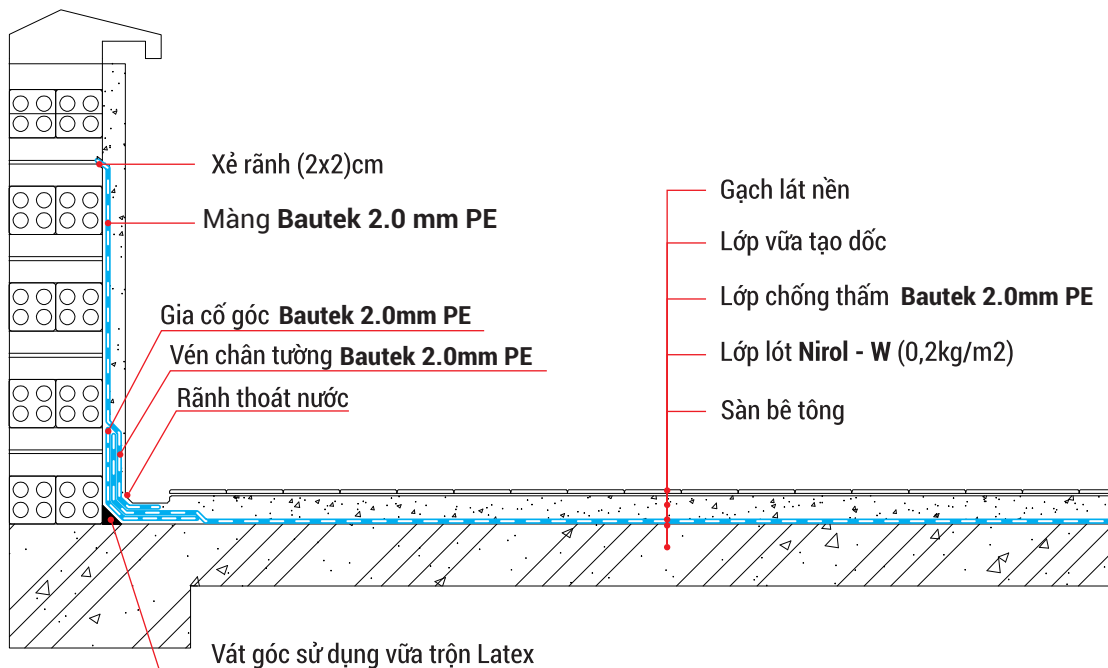 Xẻ rãnh (2x2)cm
Màng Bautek 2.0 mm PE
Gia cố góc Bautek 2.0mm PE
Vén chân tường Bautek 2.0mm PE
Rãnh thoát nước
Gạch lát nền
Lớp vữa tạo dốc
Lớp chống thấm Bautek 2.0mm PE
Lớp lót Nirol - W (0,2kg/m2)
Sàn bê tông
Vát góc sử dụng vữa trộn Latex